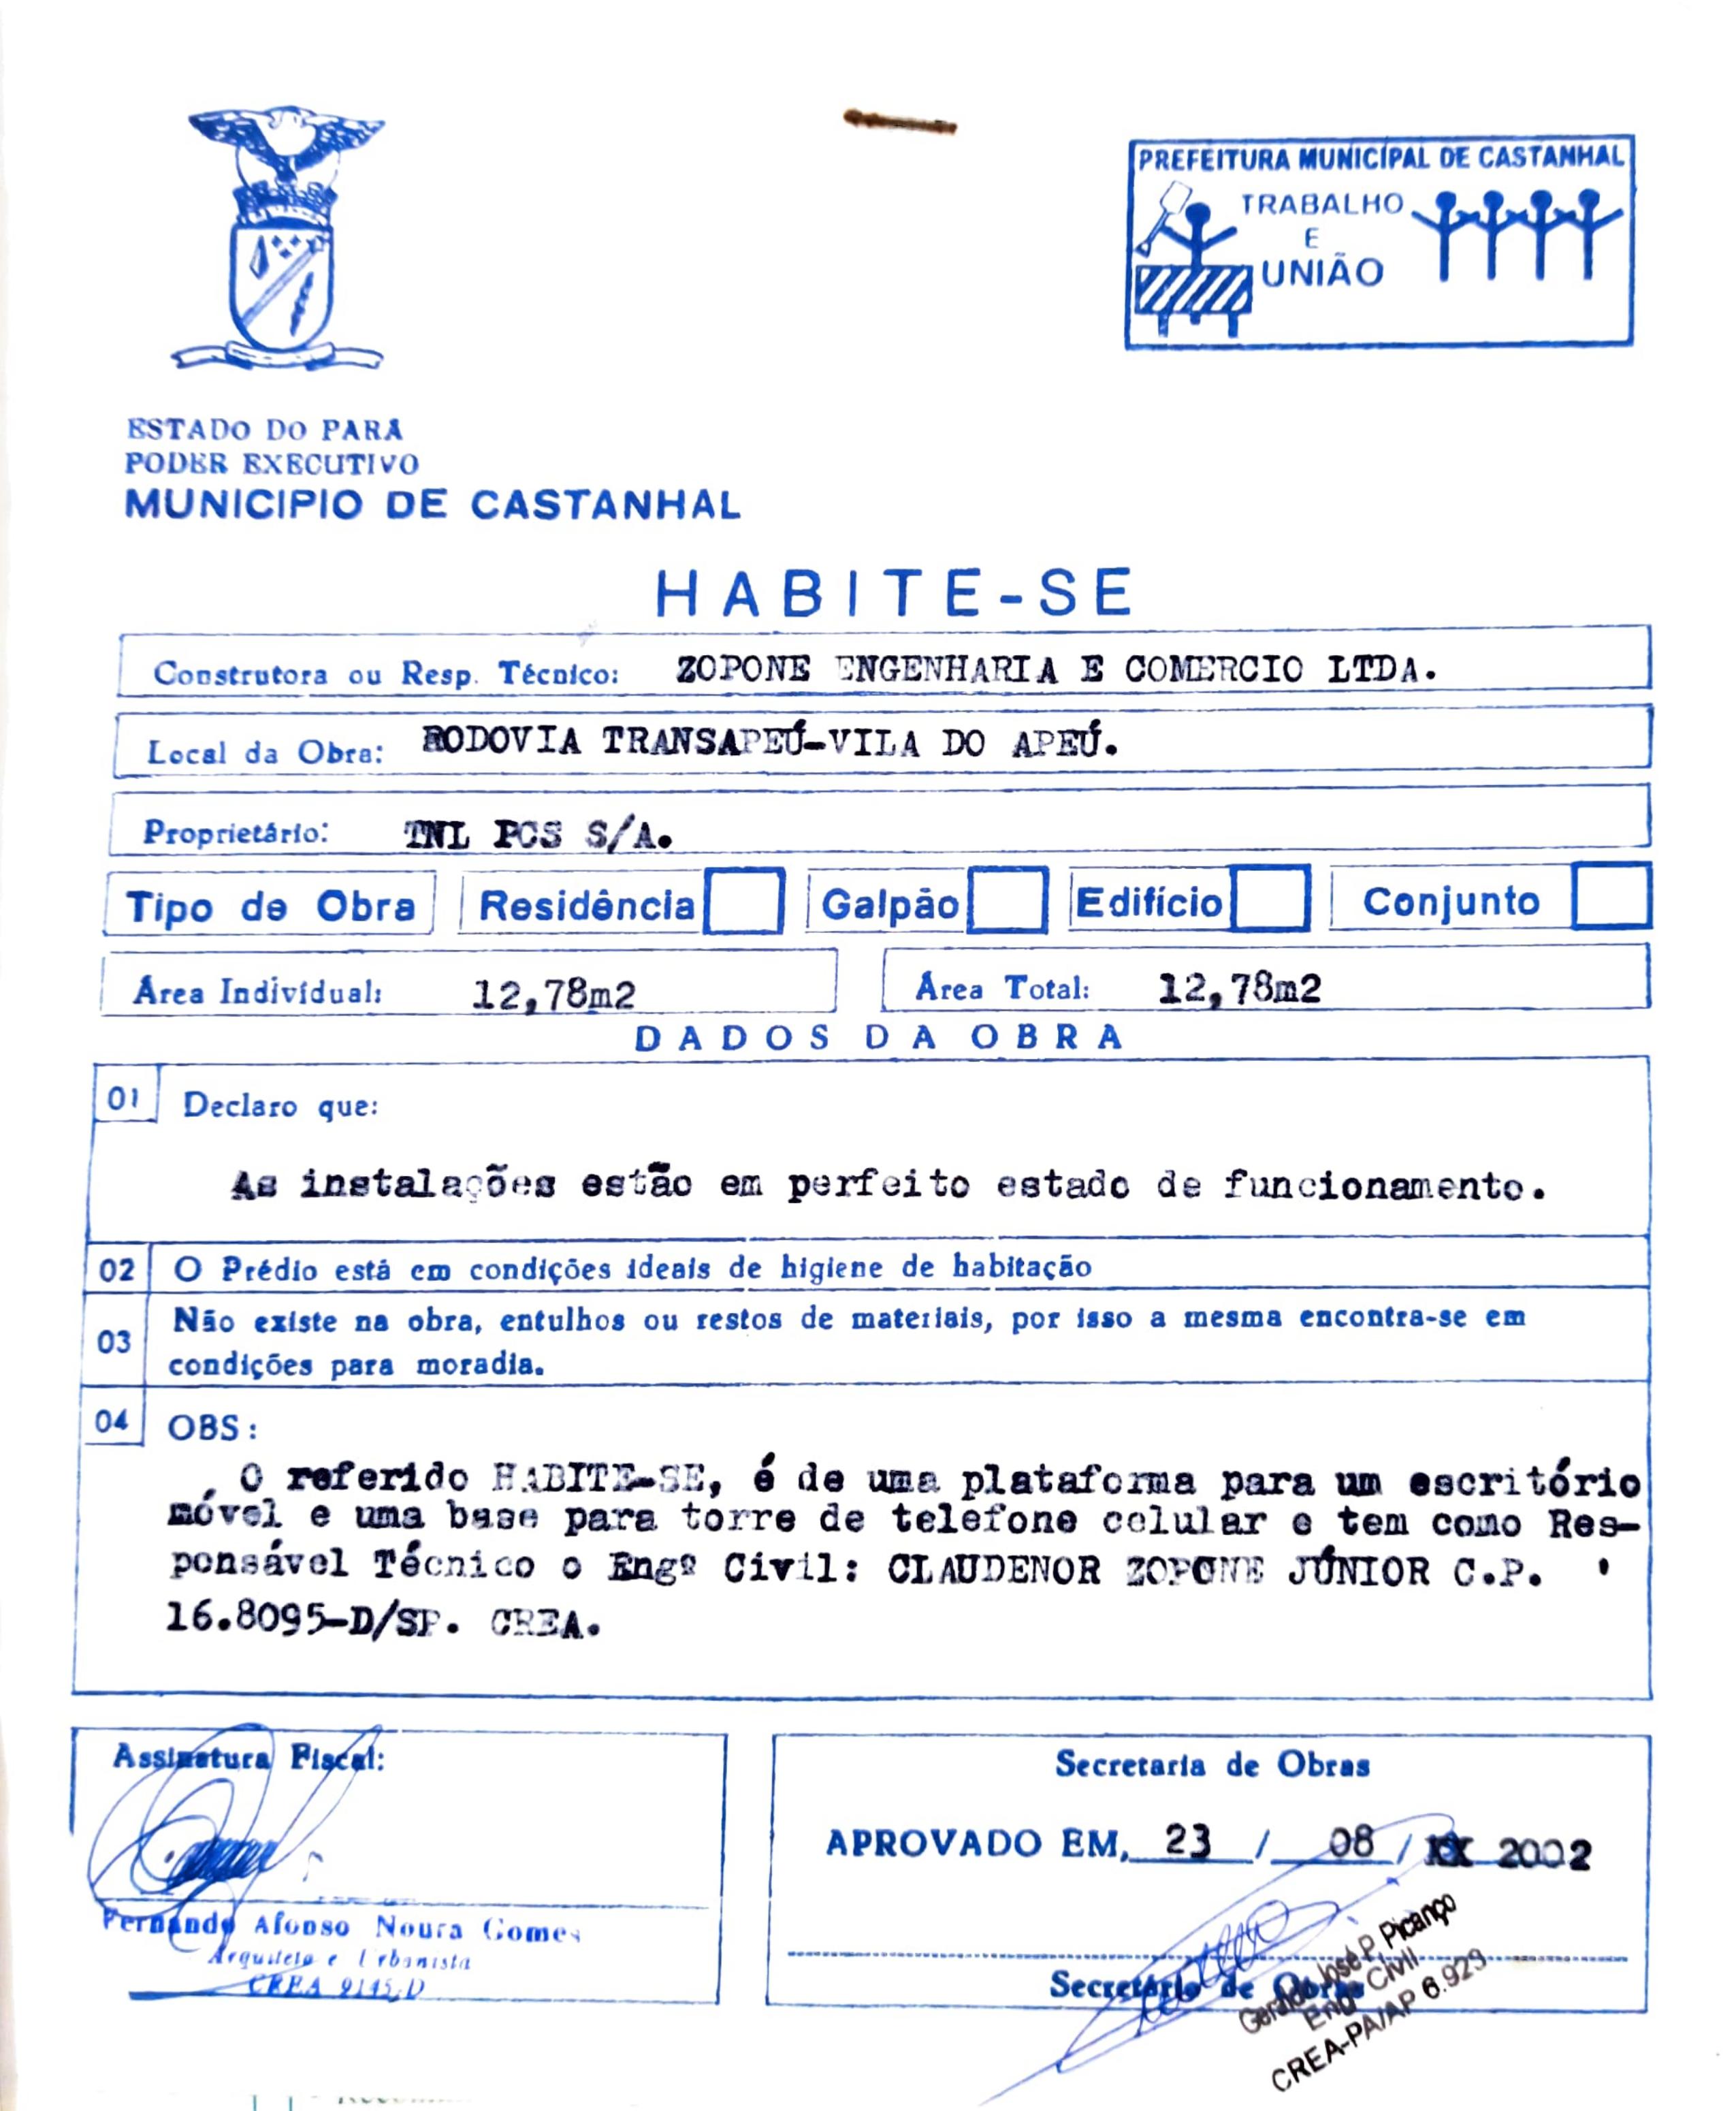 PREFEITURA MUNICIPAL DE CASTANHAL
TRABALHO
E
UNIÃO
ESTADO DO PARÁ
PODER EXECUTIVO
MUNICIPIO DE CASTANHAL
HABITE-SE
Construtora ou Resp. Técnico: ZOPONE ENGENHARIA E COMERCIO LTDA.
Local da Obra: RODOVIA TRANSAPEÚ-VILA DO APEÚ.
Proprietário: TNL PCS S/A.
Tipo de Obra Residência Galpão Edifício Conjunto
Área Individual: 12,78m2 Área Total: 12,78m2
DADOS DA OBRA
01 Declaro que:
As instalações estão em perfeito estado de funcionamento.
02 O Prédio está em condições ideais de higiene de habitação
03 Não existe na obra, entulhos ou restos de materiais, por isso a mesma encontra-se em
condições para moradia.
04 OBS:
O referido HABITE-SE, é de uma plataforma para um escritório
móvel e uma base para torre de telefone celular e tem como Res-
ponsável Técnico o Engº Civil: CLAUDENOR ZOPONE JÚNIOR C.P. '
16.8095-D/SP. CREA.
Assinatura Fiscal:
Fernando Afonso Noura Gomes
Arquiteto e Urbanista
CREA 9145,D
Secretaria de Obras
APROVADO EM, 23 / 08 / XX 2002
Secretário de Obras
Geraldo José P. Picanço
Engº Civil
CREA-PA/AP 6.923